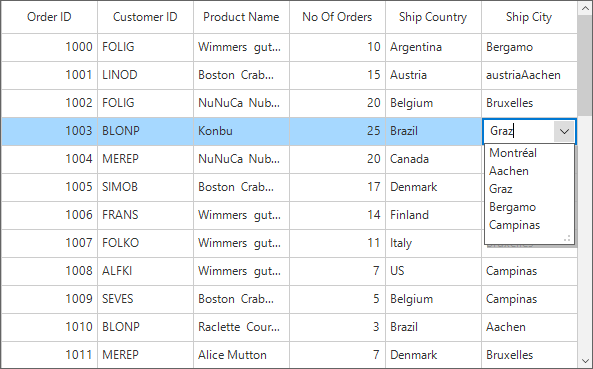 Order ID Customer ID Product Name No Of Orders Ship Country Ship City
1000 FOLIG Wimmers gut... 10 Argentina Bergamo
1001 LINOD Boston Crab... 15 Austria austriaAachen
1002 FOLIG NuNuCa Nub... 20 Belgium Bruxelles
1003 BLONP Konbu 25 Brazil Graz
1004 MEREP NuNuCa Nub... 20 Canada Montréal
1005 SIMOB Boston Crab... 17 Denmark Aachen
Graz
1006 FRANS Wimmers gut... 14 Finland Bergamo
1007 FOLKO Wimmers gut... 11 Italy Campinas
1008 ALFKI Wimmers gut... 7 US Campinas
1009 SEVES Boston Crab... 5 Belgium Campinas
1010 BLONP Raclette Cour... 3 Brazil Aachen
1011 MEREP Alice Mutton 7 Denmark Bruxelles